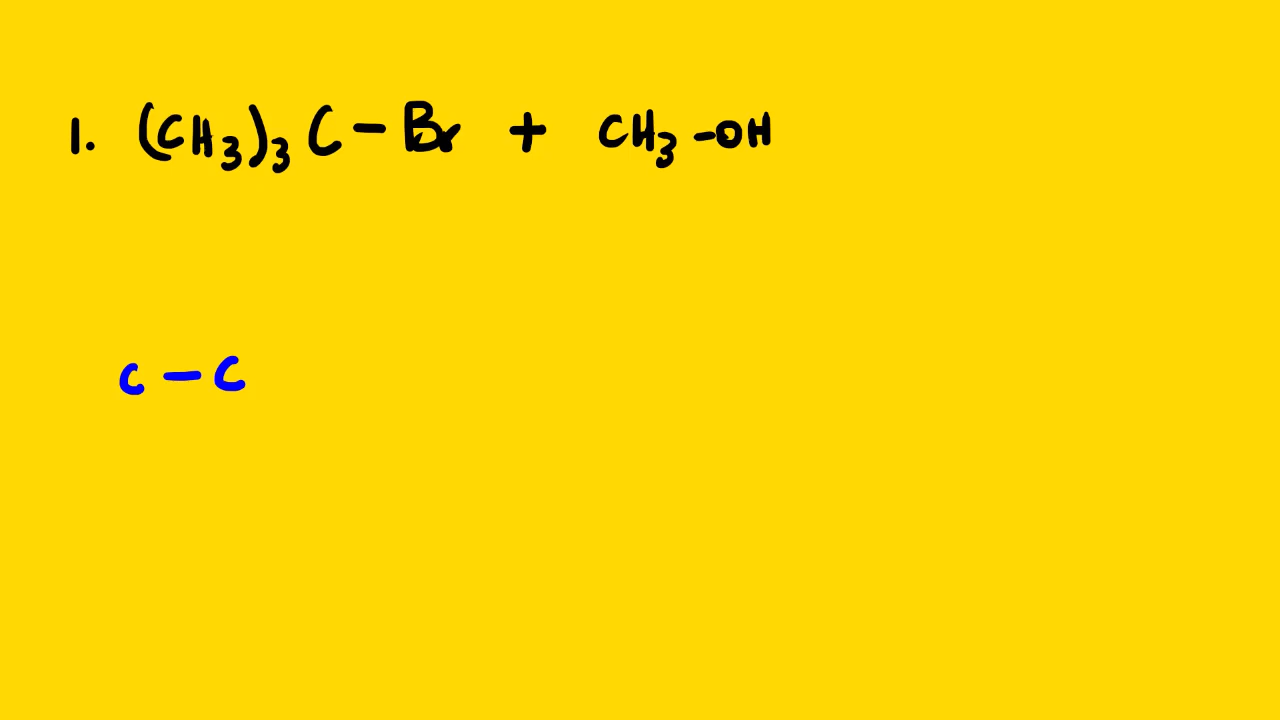 1. (CH₃)₃C - Br + CH₃-OH
C - C